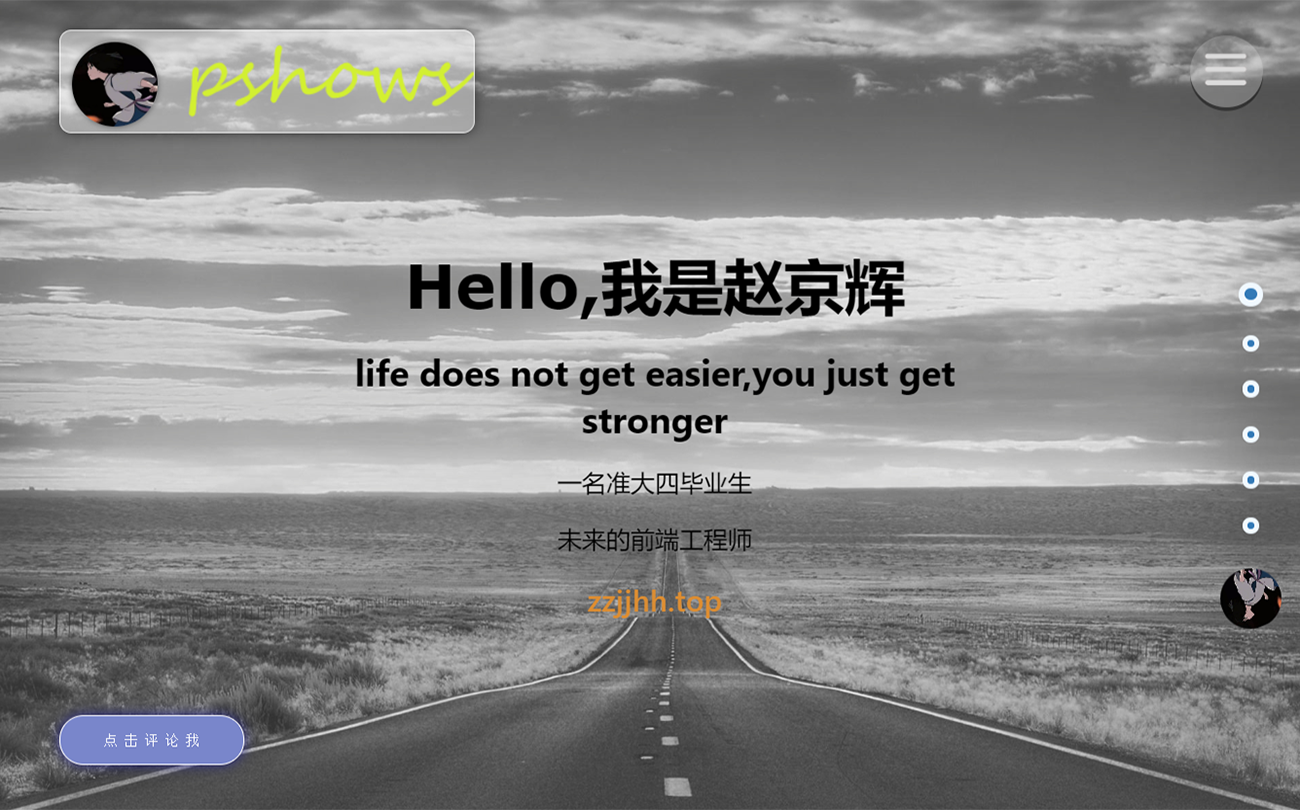 pshows
Hello,我是赵京辉
life does not get easier,you just get
stronger
一名准大四毕业生
未来的前端工程师
zzjjhh.top
点击评论我